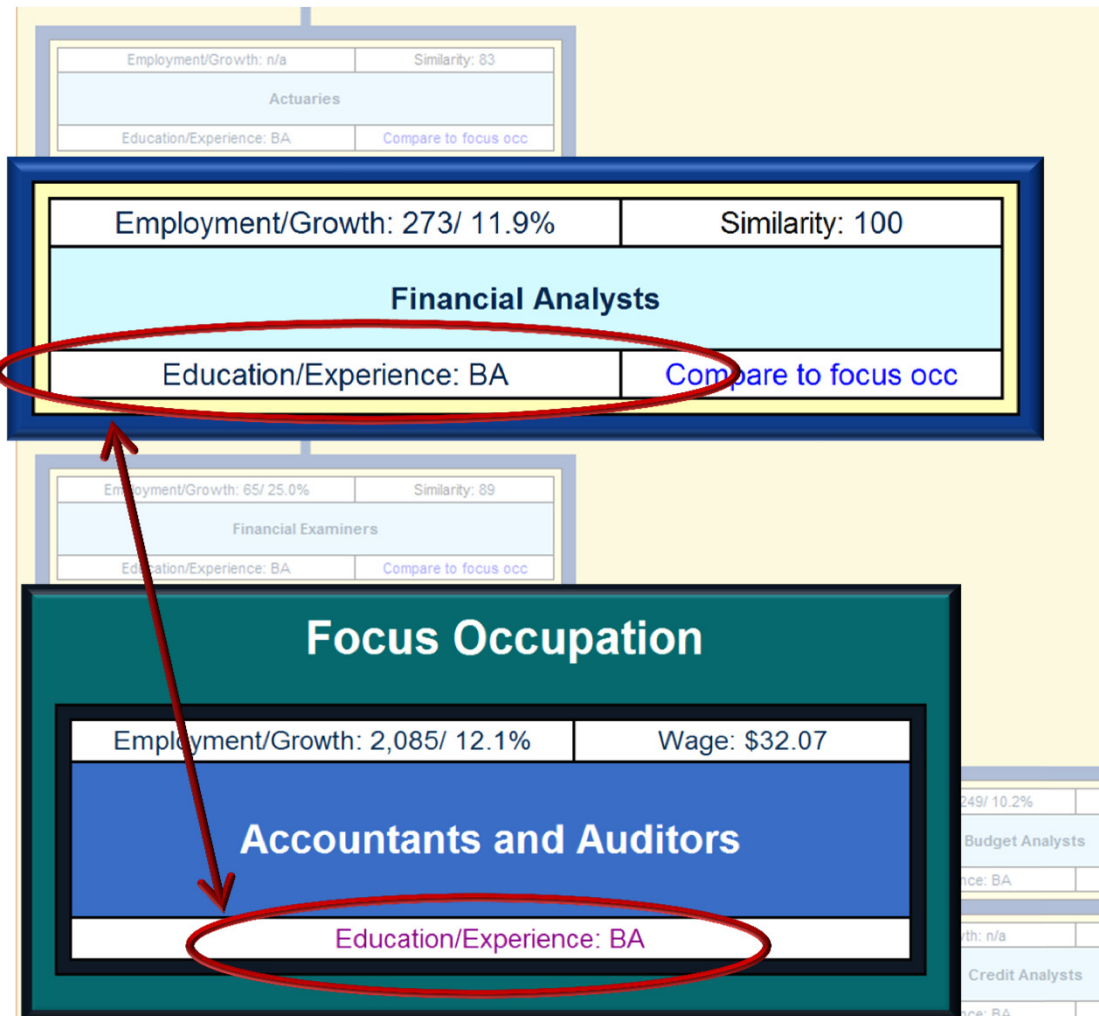 Employment/Growth: n/a Similarity: 83
Actuaries
Education/Experience: BA Compare to focus occ
Employment/Growth: 273/ 11.9% Similarity: 100
Financial Analysts
Education/Experience: BA Compare to focus occ
Employment/Growth: 65/ 25.0% Similarity: 89
Financial Examiners
Education/Experience: BA Compare to focus occ
Focus Occupation
Employment/Growth: 2,085/ 12.1% Wage: $32.07
Accountants and Auditors
Education/Experience: BA
249/ 10.2%
Budget Analysts
nce: BA
vth: n/a
Credit Analysts
nce: BA